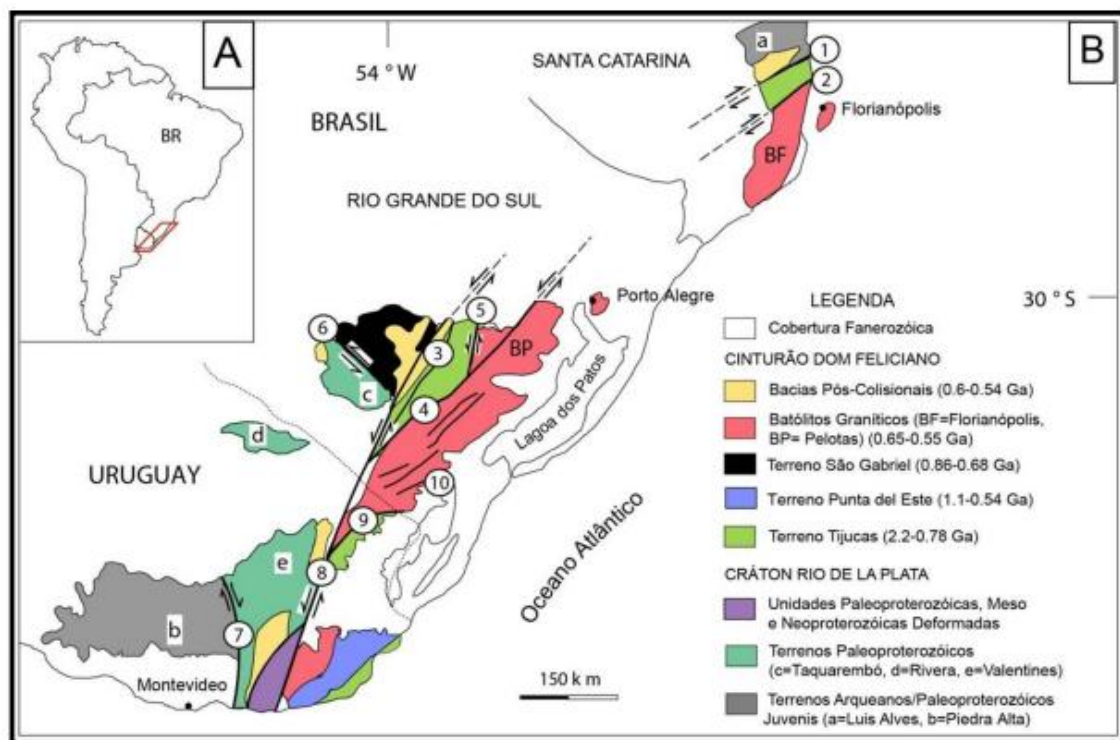 A
BR
B
54 ° W
SANTA CATARINA
a
1
2
Florianópolis
BRASIL
BF
RIO GRANDE DO SUL
30 ° S
Porto Alegre
5
6
3
BP
c
4
Lagoa dos Patos
d
URUGUAY
10
9
Oceano Atlântico
e
8
b
7
Montevideo
150 k m
LEGENDA
Cobertura Fanerozóica
CINTURÃO DOM FELICIANO
Bacias Pós-Colisionais (0.6-0.54 Ga)
Batólitos Graníticos (BF=Florianópolis,
BP= Pelotas) (0.65-0.55 Ga)
Terreno São Gabriel (0.86-0.68 Ga)
Terreno Punta del Este (1.1-0.54 Ga)
Terreno Tijucas (2.2-0.78 Ga)
CRÁTON RIO DE LA PLATA
Unidades Paleoproterozóicas, Meso
e Neoproterozóicas Deformadas
Terrenos Paleoproterozóicos
(c=Taquarembó, d=Rivera, e=Valentines)
Terrenos Arqueanos/Paleoproterozóicos
Juvenis (a=Luis Alves, b=Piedra Alta)